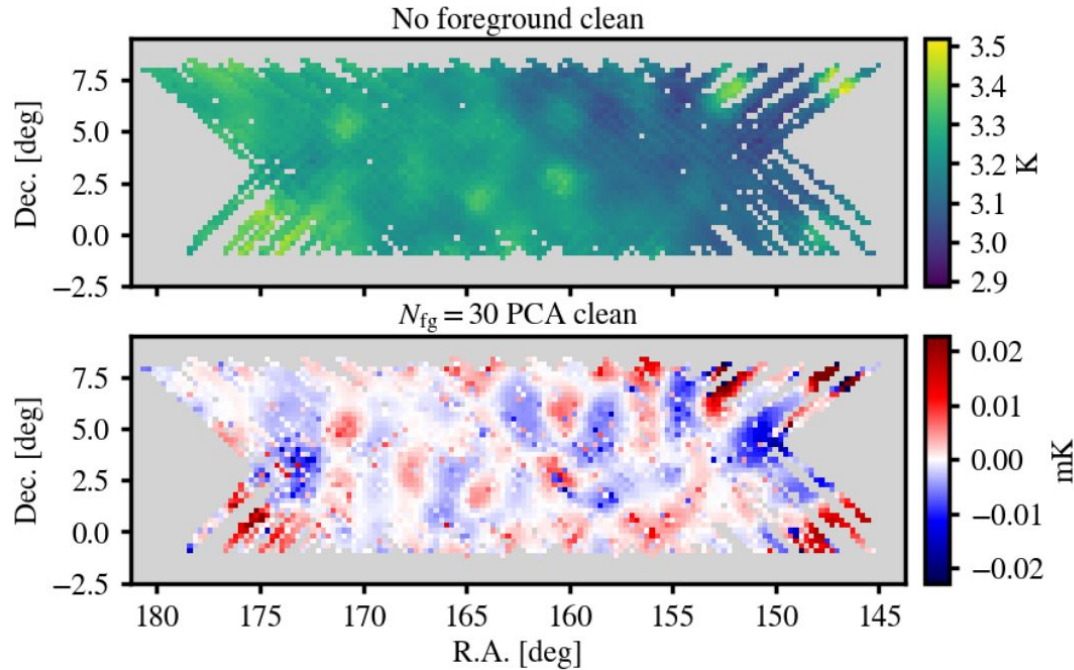 No foreground clean
Dec. [deg]
7.5
5.0
2.5
0.0
−2.5
3.5
3.4
3.3
3.2
3.1
3.0
2.9
K
N_fg = 30 PCA clean
Dec. [deg]
7.5
5.0
2.5
0.0
−2.5
0.02
0.01
0.00
−0.01
−0.02
mK
180 175 170 165 160 155 150 145
R.A. [deg]